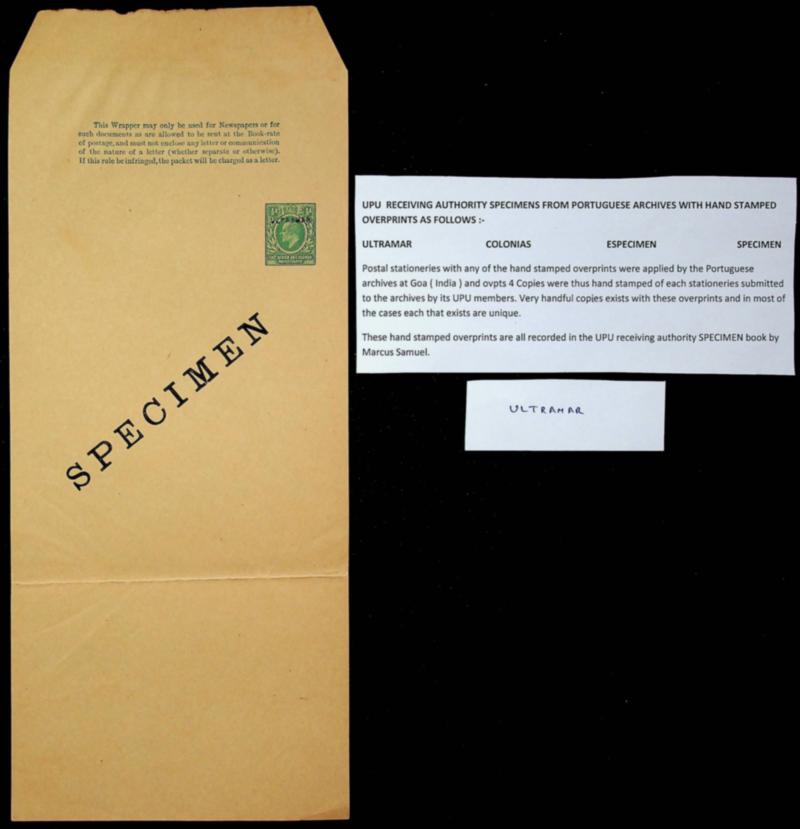 This Wrapper may only be used for Newspapers or for
such documents as are allowed to be sent at the Book-rate
of postage, and must not enclose any letter or communication
of the nature of a letter (whether separate or otherwise).
If this rule be infringed, the packet will be charged as a letter.
ULTRAMAR
SPECIMEN
UPU RECEIVING AUTHORITY SPECIMENS FROM PORTUGUESE ARCHIVES WITH HAND STAMPED
OVERPRINTS AS FOLLOWS :-
ULTRAMAR COLONIAS ESPECIMEN SPECIMEN
Postal stationeries with any of the hand stamped overprints were applied by the Portuguese
archives at Goa ( India ) and ovpts 4 Copies were thus hand stamped of each stationeries submitted
to the archives by its UPU members. Very handful copies exists with these overprints and in most of
the cases each that exists are unique.
These hand stamped overprints are all recorded in the UPU receiving authority SPECIMEN book by
Marcus Samuel.
ULTRAMAR